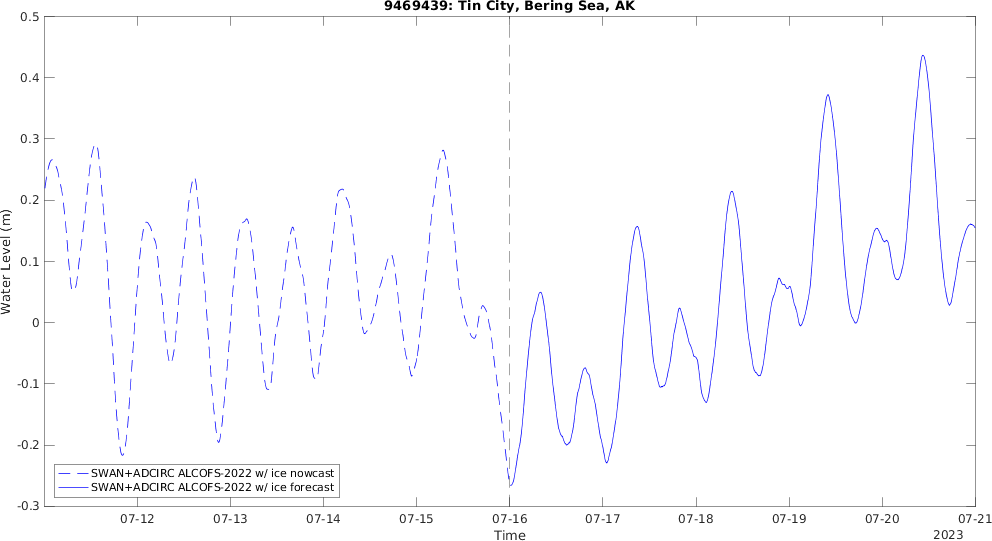 9469439: Tin City, Bering Sea, AK
0.5
0.4
0.3
0.2
0.1
0
-0.1
-0.2
-0.3
Water Level (m)
SWAN+ADCIRC ALCOFS-2022 w/ ice nowcast
SWAN+ADCIRC ALCOFS-2022 w/ ice forecast
07-12 07-13 07-14 07-15 07-16 07-17 07-18 07-19 07-20 07-21
Time
2023